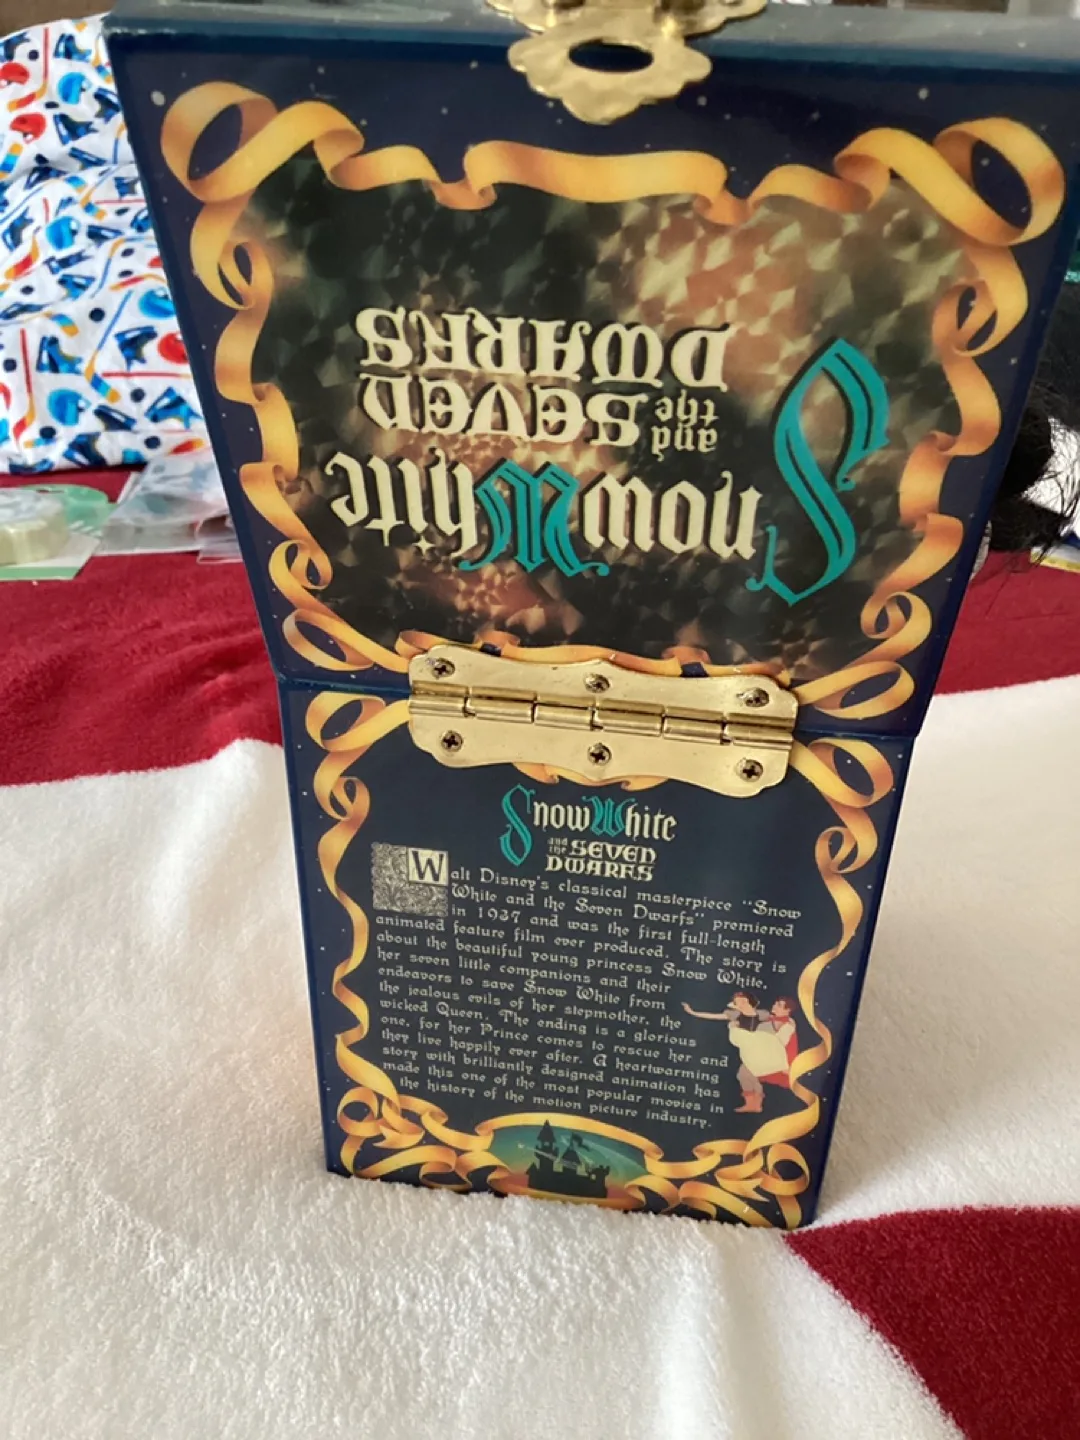 Snow White
and the SEVEN
DWARFS
Snow White
and the SEVEN
DWARFS
Walt Disney's classical masterpiece "Snow
White and the Seven Dwarfs" premiered
in 1937 and was the first full-length
animated feature film ever produced. The story is
about the beautiful young princess Snow White,
her seven little companions and their
endeavors to save Snow White from
the jealous evils of her stepmother, the
wicked Queen. The ending is a glorious
one, for her Prince comes to rescue her and
they live happily ever after. A heartwarming
story with brilliantly designed animation has
made this one of the most popular movies in
the history of the motion picture industry.